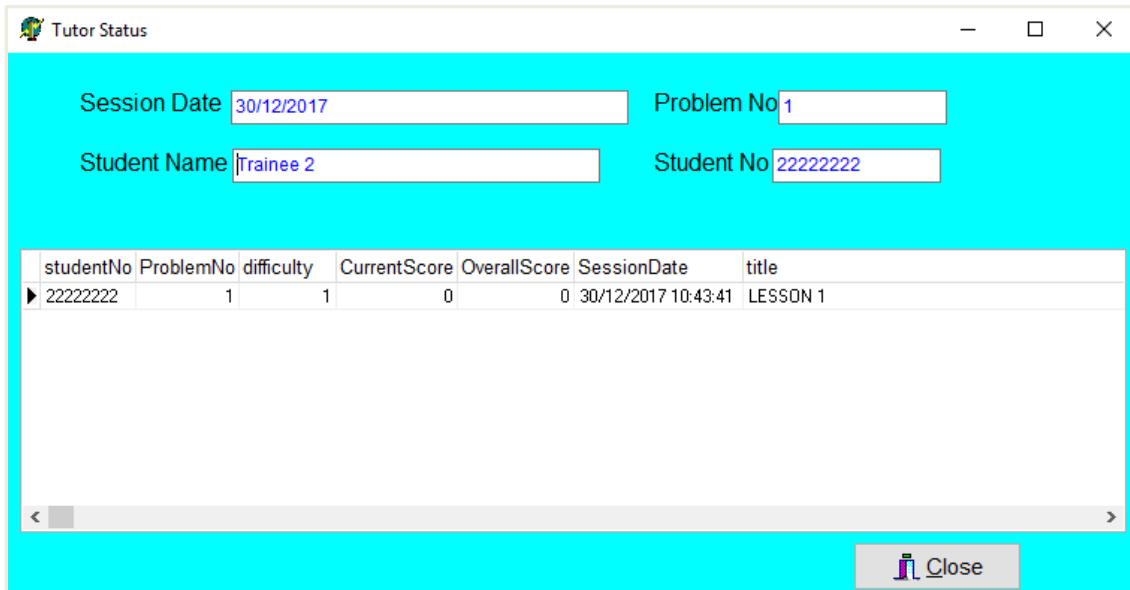 Tutor Status
Session Date 30/12/2017 Problem No 1
Student Name Trainee 2 Student No 22222222
studentNo ProblemNo difficulty CurrentScore OverallScore SessionDate title
22222222 1 1 0 0 30/12/2017 10:43:41 LESSON 1
Close